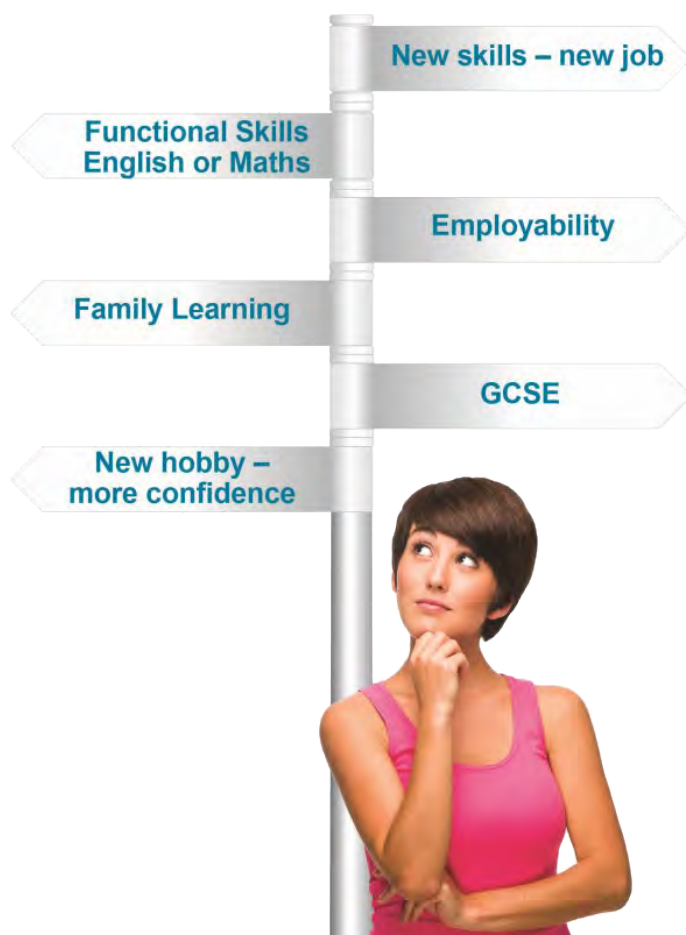 New skills – new job
Functional Skills
English or Maths
Employability
Family Learning
GCSE
New hobby –
more confidence